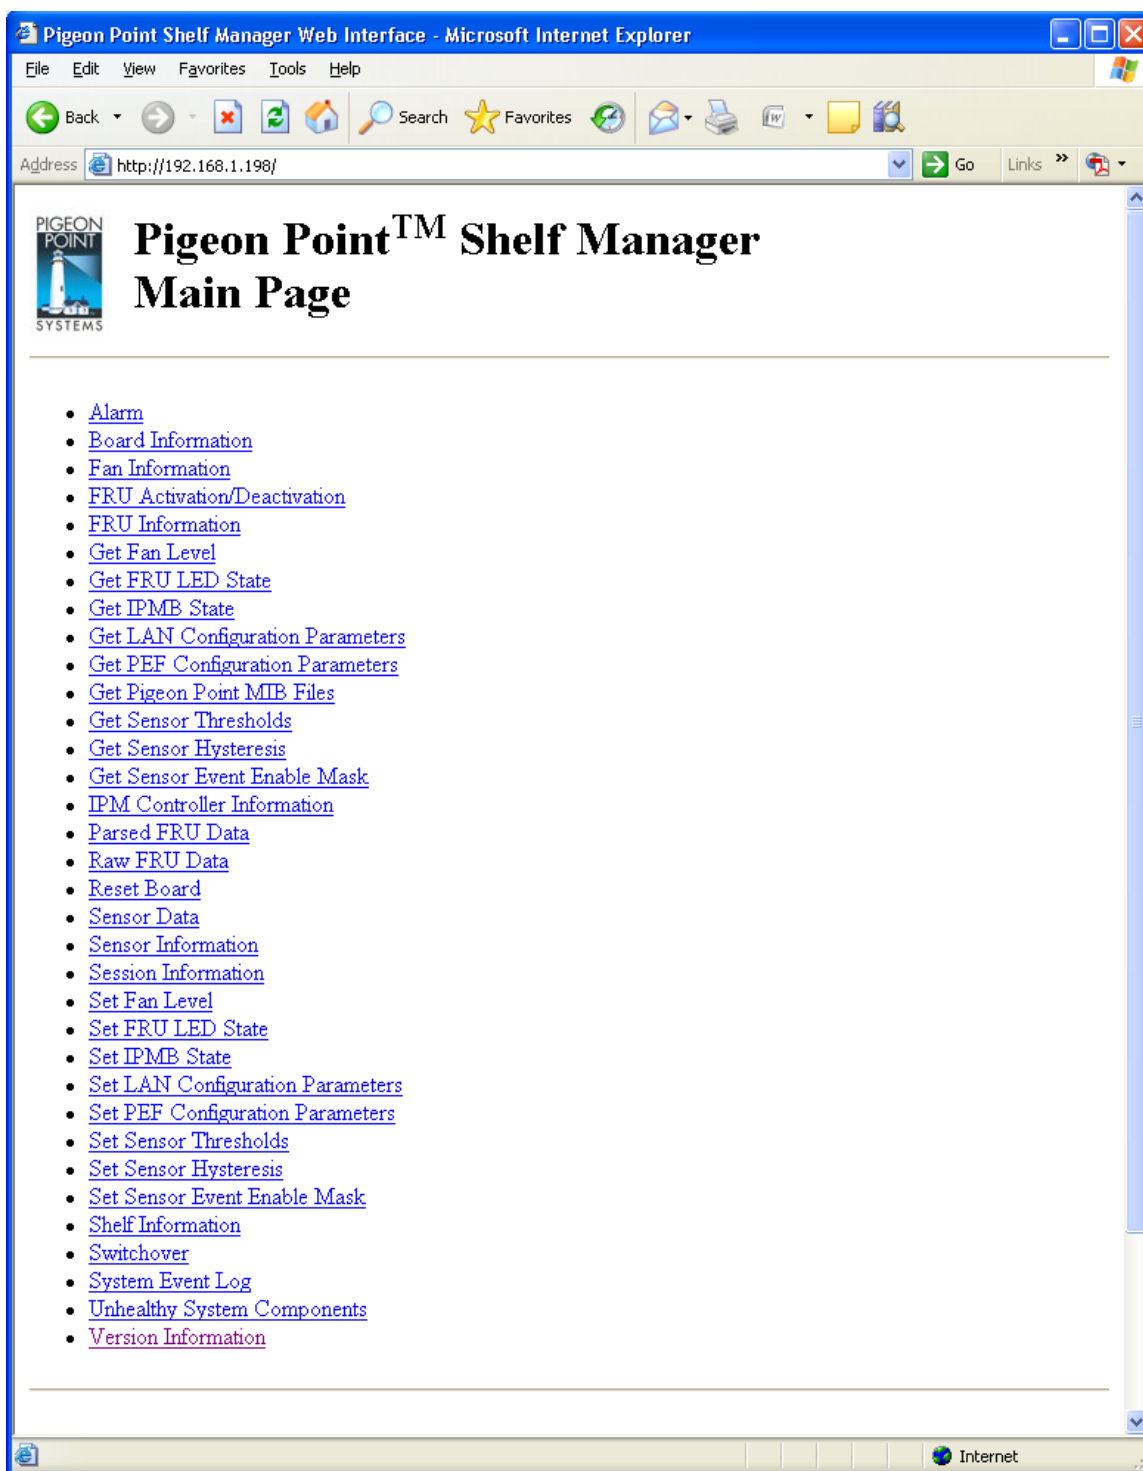 Pigeon Point Shelf Manager Web Interface - Microsoft Internet Explorer
File Edit View Favorites Tools Help
Back Search Favorites W
Address http://192.168.1.198/ Go Links »
PIGEON
POINT
SYSTEMS
Pigeon Point™ Shelf Manager
Main Page
Alarm
Board Information
Fan Information
FRU Activation/Deactivation
FRU Information
Get Fan Level
Get FRU LED State
Get IPMB State
Get LAN Configuration Parameters
Get PEF Configuration Parameters
Get Pigeon Point MIB Files
Get Sensor Thresholds
Get Sensor Hysteresis
Get Sensor Event Enable Mask
IPM Controller Information
Parsed FRU Data
Raw FRU Data
Reset Board
Sensor Data
Sensor Information
Session Information
Set Fan Level
Set FRU LED State
Set IPMB State
Set LAN Configuration Parameters
Set PEF Configuration Parameters
Set Sensor Thresholds
Set Sensor Hysteresis
Set Sensor Event Enable Mask
Shelf Information
Switchover
System Event Log
Unhealthy System Components
Version Information
Internet